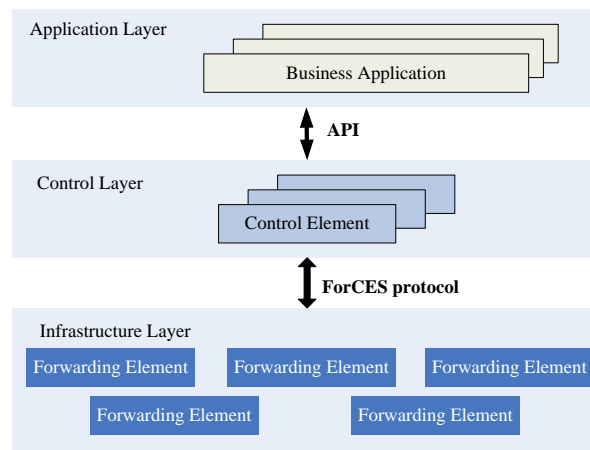 Application Layer
Business Application
API
Control Layer
Control Element
ForCES protocol
Infrastructure Layer
Forwarding Element
Forwarding Element
Forwarding Element
Forwarding Element
Forwarding Element